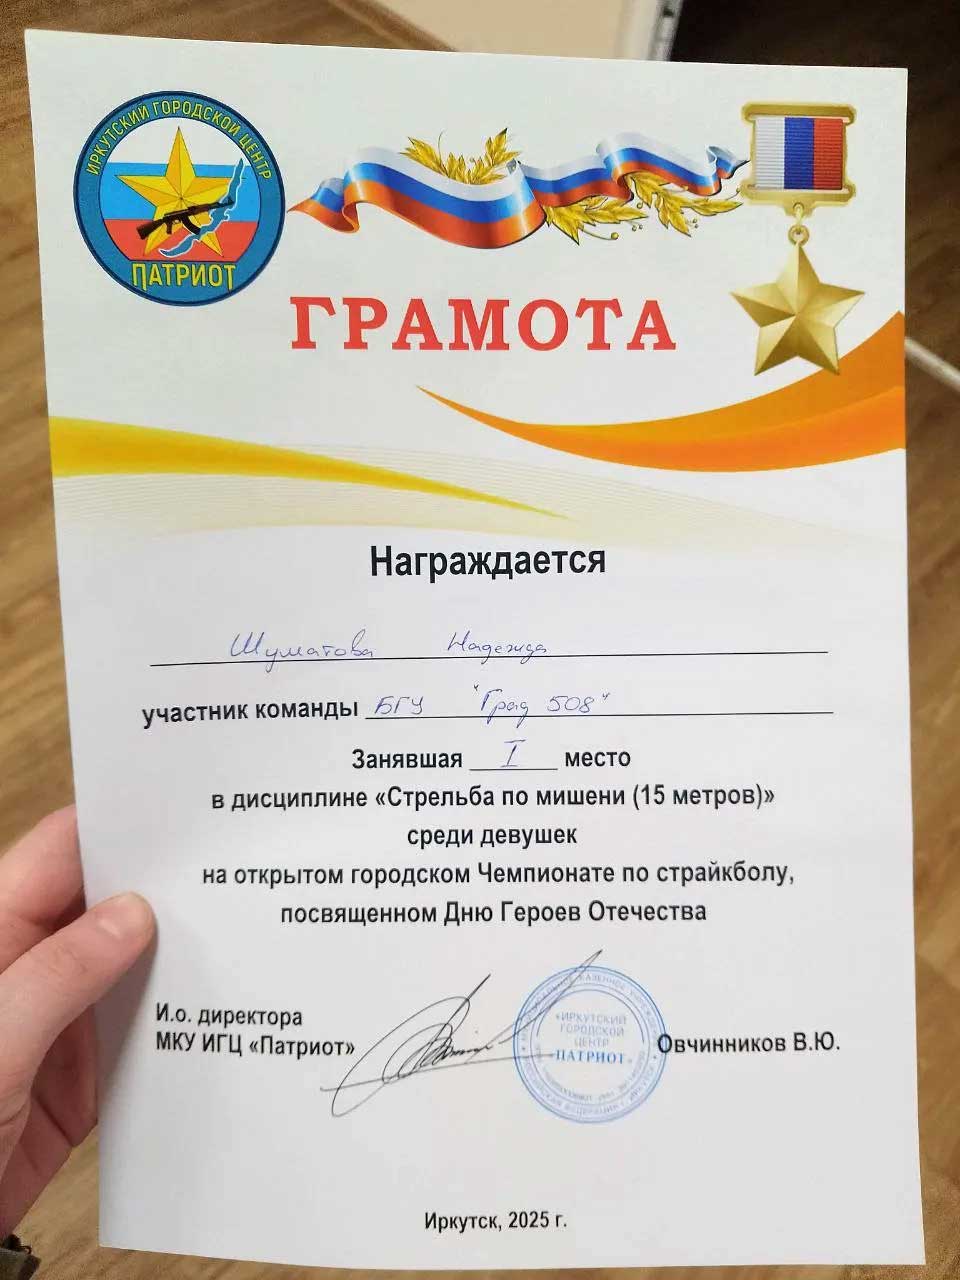 ИРКУТСКИЙ ГОРОДСКОЙ ЦЕНТР
ПАТРИОТ
ГРАМОТА
Награждается
Шуматова Надежда
участник команды БГУ "Град 508"
Занявшая I место
в дисциплине «Стрельба по мишени (15 метров)»
среди девушек
на открытом городском Чемпионате по страйкболу,
посвященном Дню Героев Отечества
И.о. директора
МКУ ИГЦ «Патриот»
Овчинников В.Ю.
ИРКУТСКИЙ
ГОРОДСКОЙ
ЦЕНТР
ПАТРИОТ
Иркутск, 2025 г.